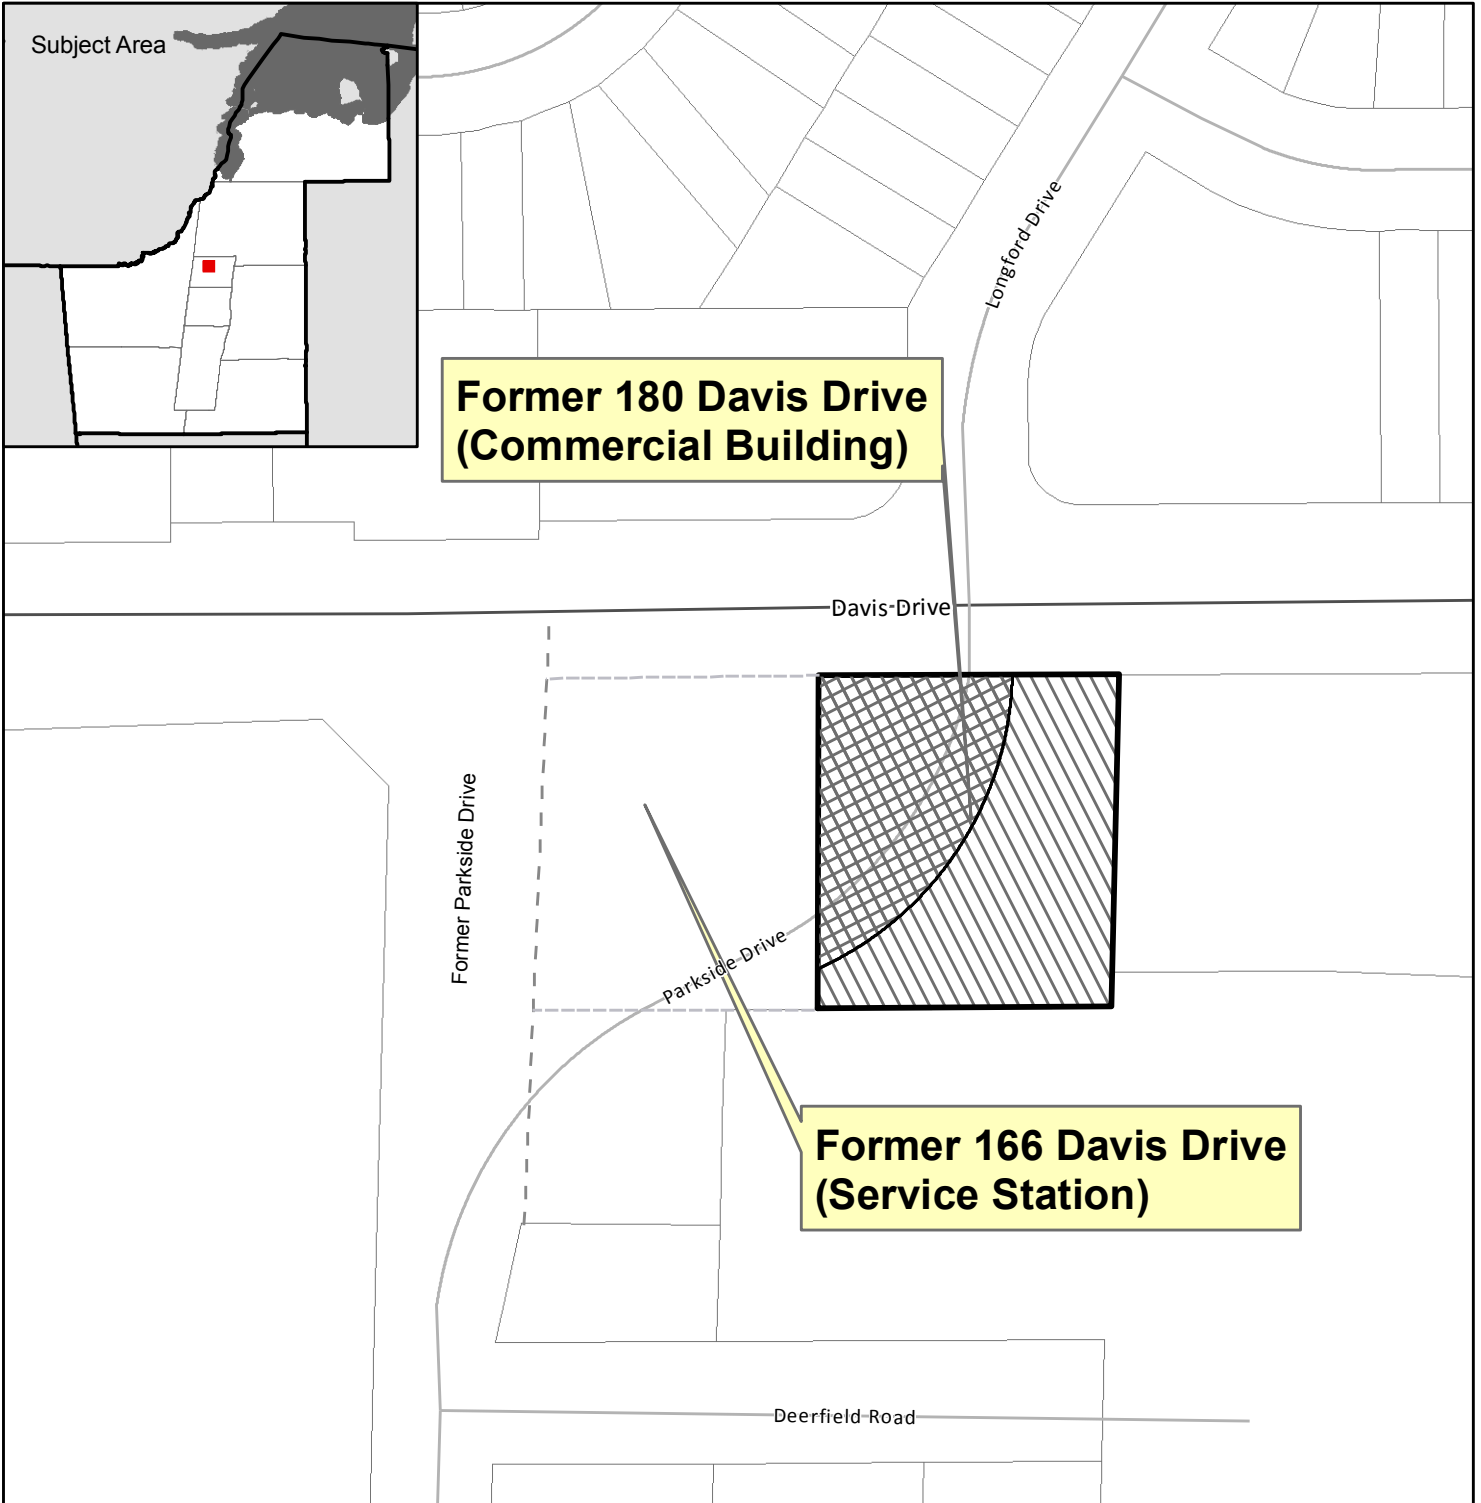 Subject Area
Longford Drive
Former 180 Davis Drive
(Commercial Building)
Davis Drive
Former Parkside Drive
Parkside Drive
Former 166 Davis Drive
(Service Station)
Deerfield Road